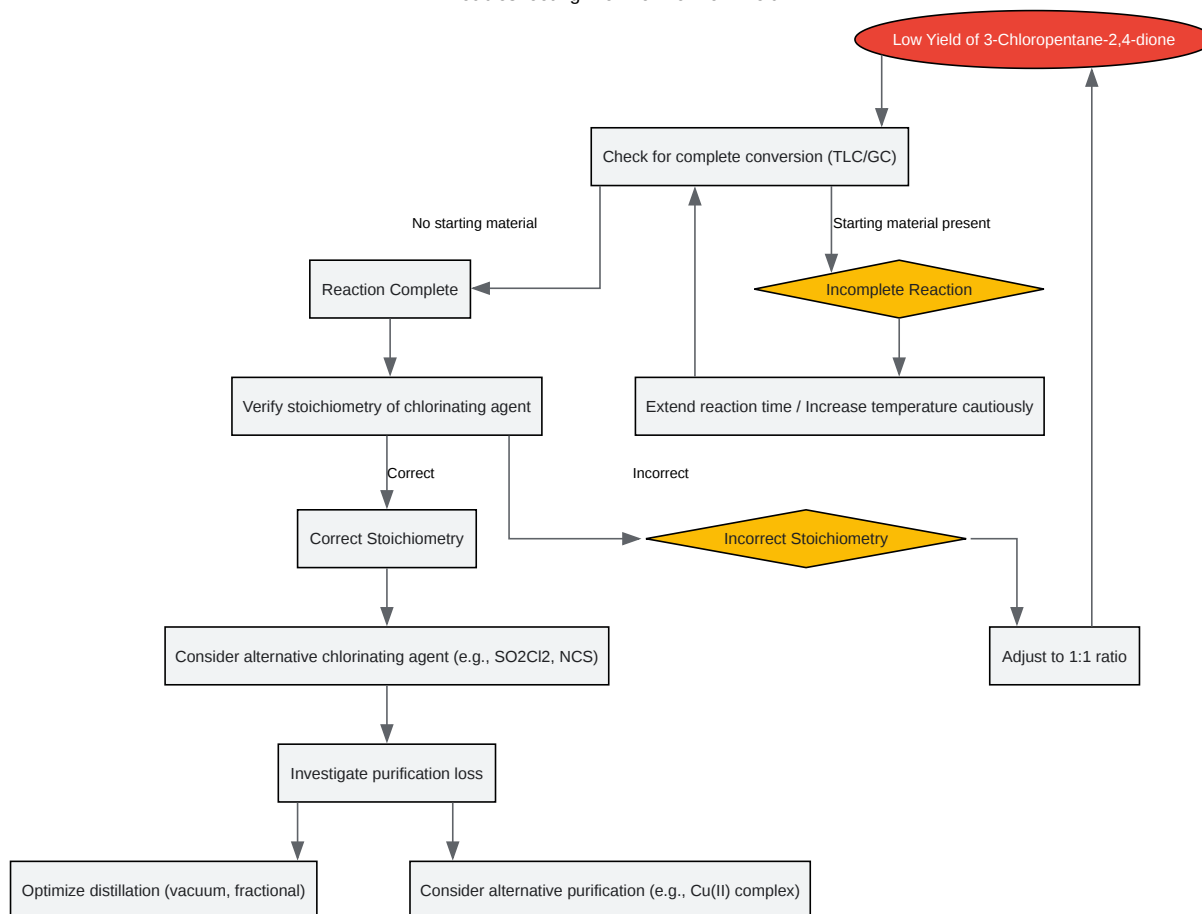 Low Yield of 3-Chloropentane-2,4-dione
Check for complete conversion (TLC/GC)
No starting material
Starting material present
Reaction Complete
Incomplete Reaction
Verify stoichiometry of chlorinating agent
Extend reaction time / Increase temperature cautiously
Correct
Incorrect
Correct Stoichiometry
Incorrect Stoichiometry
Consider alternative chlorinating agent (e.g., SO2Cl2, NCS)
Adjust to 1:1 ratio
Investigate purification loss
Optimize distillation (vacuum, fractional)
Consider alternative purification (e.g., Cu(II) complex)